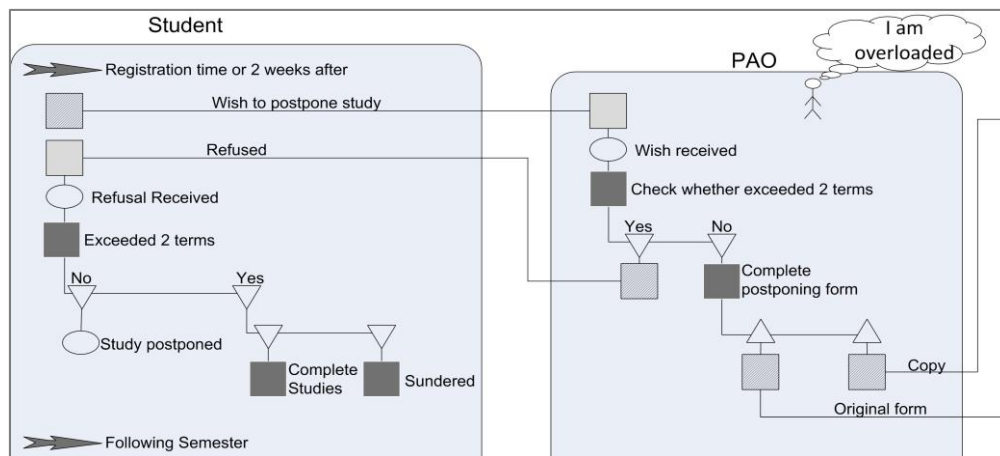 Student
Registration time or 2 weeks after
Wish to postpone study
Refused
Refusal Received
Exceeded 2 terms
No
Yes
Study postponed
Complete
Studies
Sundered
Following Semester
PAO
I am
overloaded
Wish received
Check whether exceeded 2 terms
Yes
No
Complete
postponing form
Copy
Original form